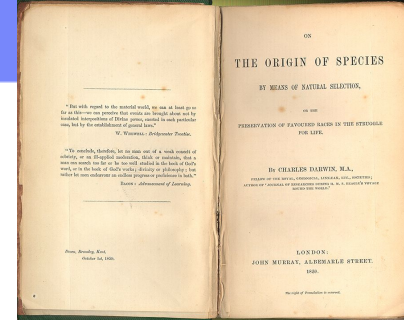 "But with regard to the material world, we can at least go so
far as this—we can perceive that events are brought about not by
insulated interpositions of Divine power, exerted in each particular
case, but by the establishment of general laws."
W. WHEWELL: Bridgewater Treatise.
"To conclude, therefore, let no man out of a weak conceit of
sobriety, or an ill-applied moderation, think or maintain, that a
man can search too far or be too well studied in the book of God's
word, or in the book of God's works; divinity or philosophy; but
rather let men endeavour an endless progress or proficience in both."
BACON: Advancement of Learning.
Down, Bromley, Kent,
October 1st, 1859.
ON
THE ORIGIN OF SPECIES
BY MEANS OF NATURAL SELECTION,
OR THE
PRESERVATION OF FAVOURED RACES IN THE STRUGGLE
FOR LIFE.
BY CHARLES DARWIN, M.A.,
FELLOW OF THE ROYAL, GEOLOGICAL, LINNÆAN, ETC., SOCIETIES;
AUTHOR OF 'JOURNAL OF RESEARCHES DURING H. M. S. BEAGLE'S VOYAGE
ROUND THE WORLD.'
LONDON:
JOHN MURRAY, ALBEMARLE STREET.
1859.
The right of Translation is reserved.